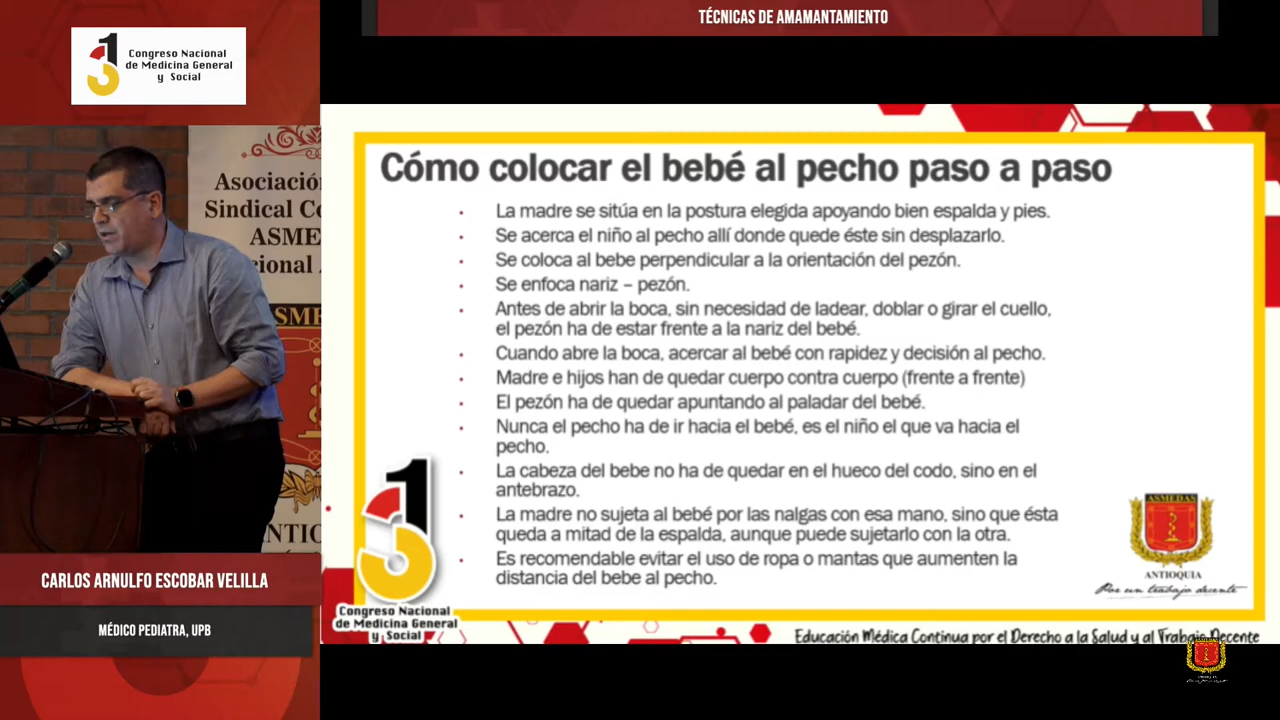 TÉCNICAS DE AMAMANTAMIENTO
Congreso Nacional
de Medicina General
y Social
Asociación
Sindical
ASME
cional
SME
Cómo colocar el bebé al pecho paso a paso
La madre se sitúa en la postura elegida apoyando bien espalda y pies.
Se acerca el niño al pecho allí donde quede éste sin desplazarlo.
Se coloca al bebe perpendicular a la orientación del pezón.
Se enfoca nariz – pezón.
Antes de abrir la boca, sin necesidad de ladear, doblar o girar el cuello,
el pezón ha de estar frente a la nariz del bebé.
Cuando abre la boca, acercar al bebé con rapidez y decisión al pecho.
Madre e hijos han de quedar cuerpo contra cuerpo (frente a frente)
El pezón ha de quedar apuntando al paladar del bebé.
Nunca el pecho ha de ir hacia el bebé, es el niño el que va hacia el
pecho.
La cabeza del bebe no ha de quedar en el hueco del codo, sino en el
antebrazo.
La madre no sujeta al bebé por las nalgas con esa mano, sino que ésta
queda a mitad de la espalda, aunque puede sujetarlo con la otra.
Es recomendable evitar el uso de ropa o mantas que aumenten la
distancia del bebe al pecho.
ASMEDAS
ANTIOQUIA
Por un trabajo decente
Congreso Nacional
de Medicina General
y Social
Educación Médica Continua por el Derecho a la Salud y al Trabajo Decente
CARLOS ARNULFO ESCOBAR VELILLA
MÉDICO PEDIATRA, UPB